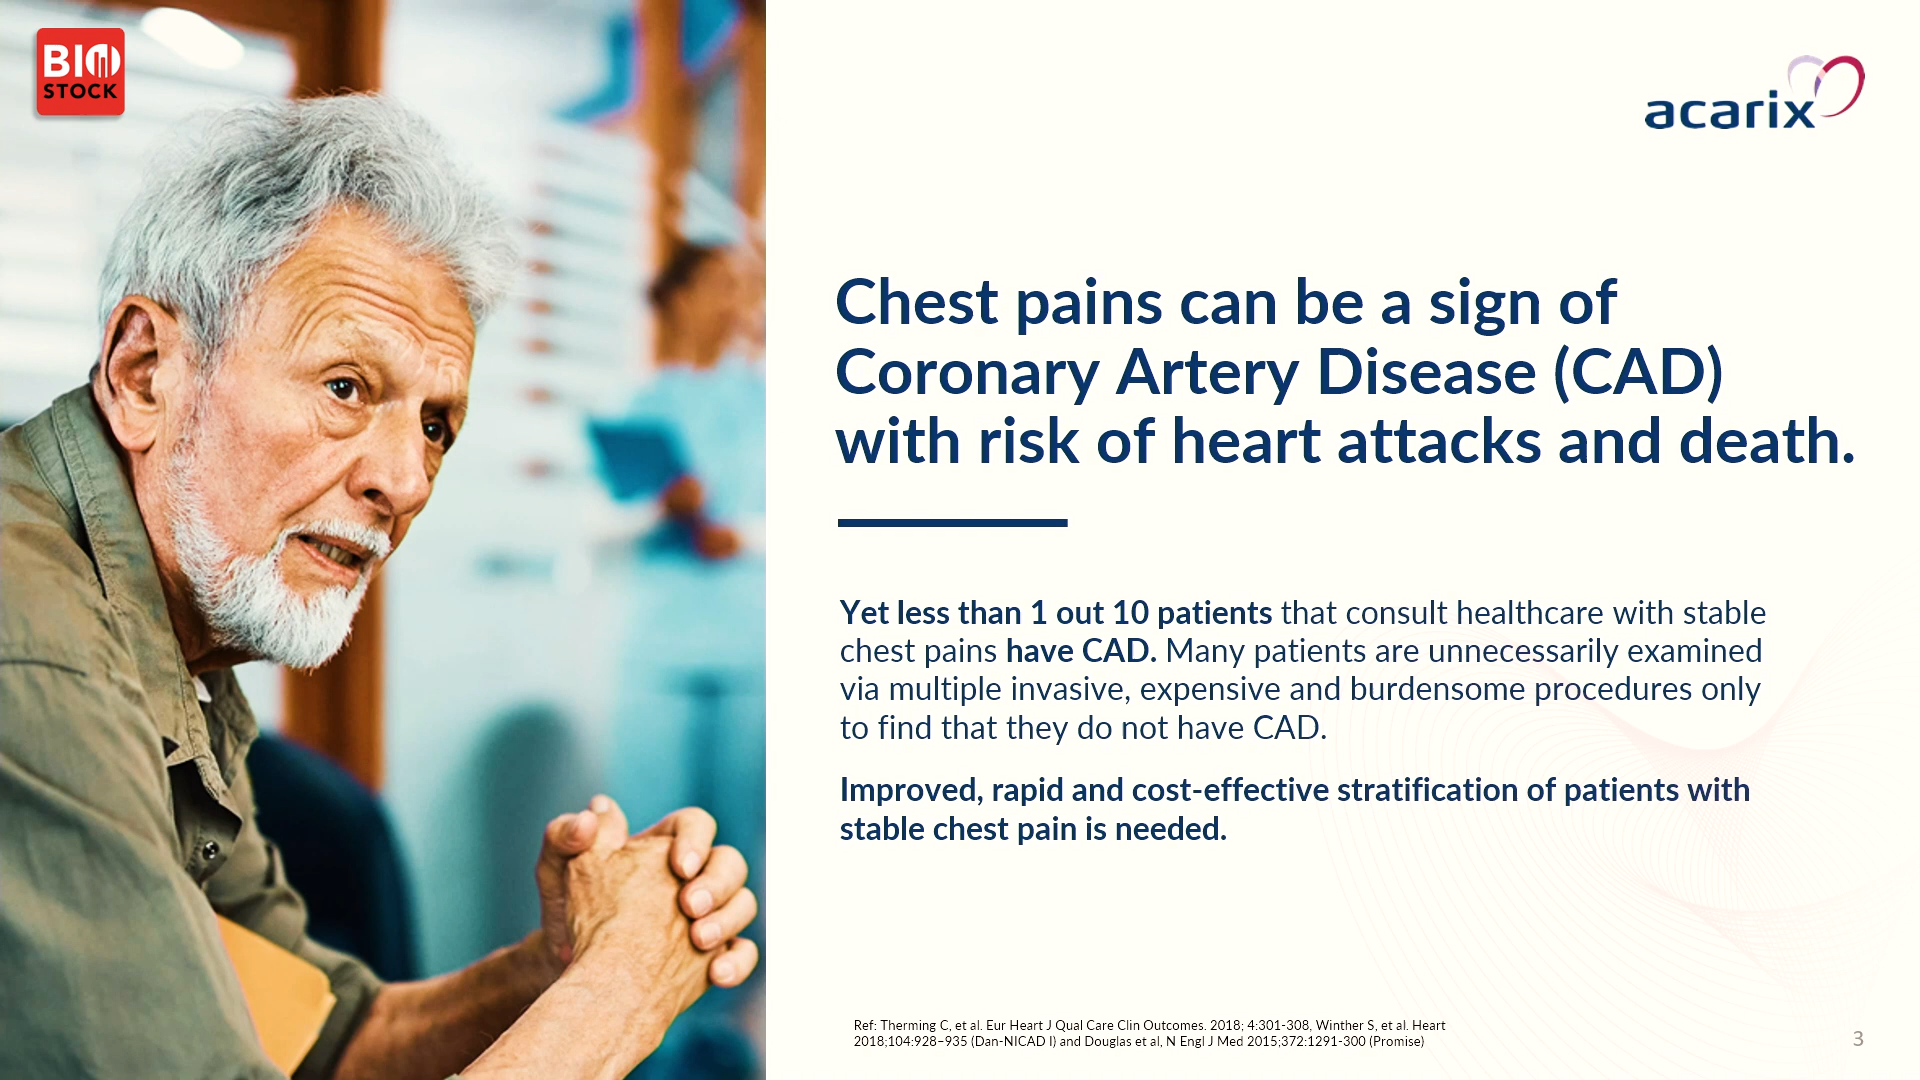 BIO
STOCK
acarix
Chest pains can be a sign of
Coronary Artery Disease (CAD)
with risk of heart attacks and death.
Yet less than 1 out 10 patients that consult healthcare with stable
chest pains have CAD. Many patients are unnecessarily examined
via multiple invasive, expensive and burdensome procedures only
to find that they do not have CAD.
Improved, rapid and cost-effective stratification of patients with
stable chest pain is needed.
Ref: Therming C, et al. Eur Heart J Qual Care Clin Outcomes. 2018; 4:301-308, Winther S, et al. Heart
2018;104:928–935 (Dan-NICAD I) and Douglas et al, N Engl J Med 2015;372:1291-300 (Promise)
3